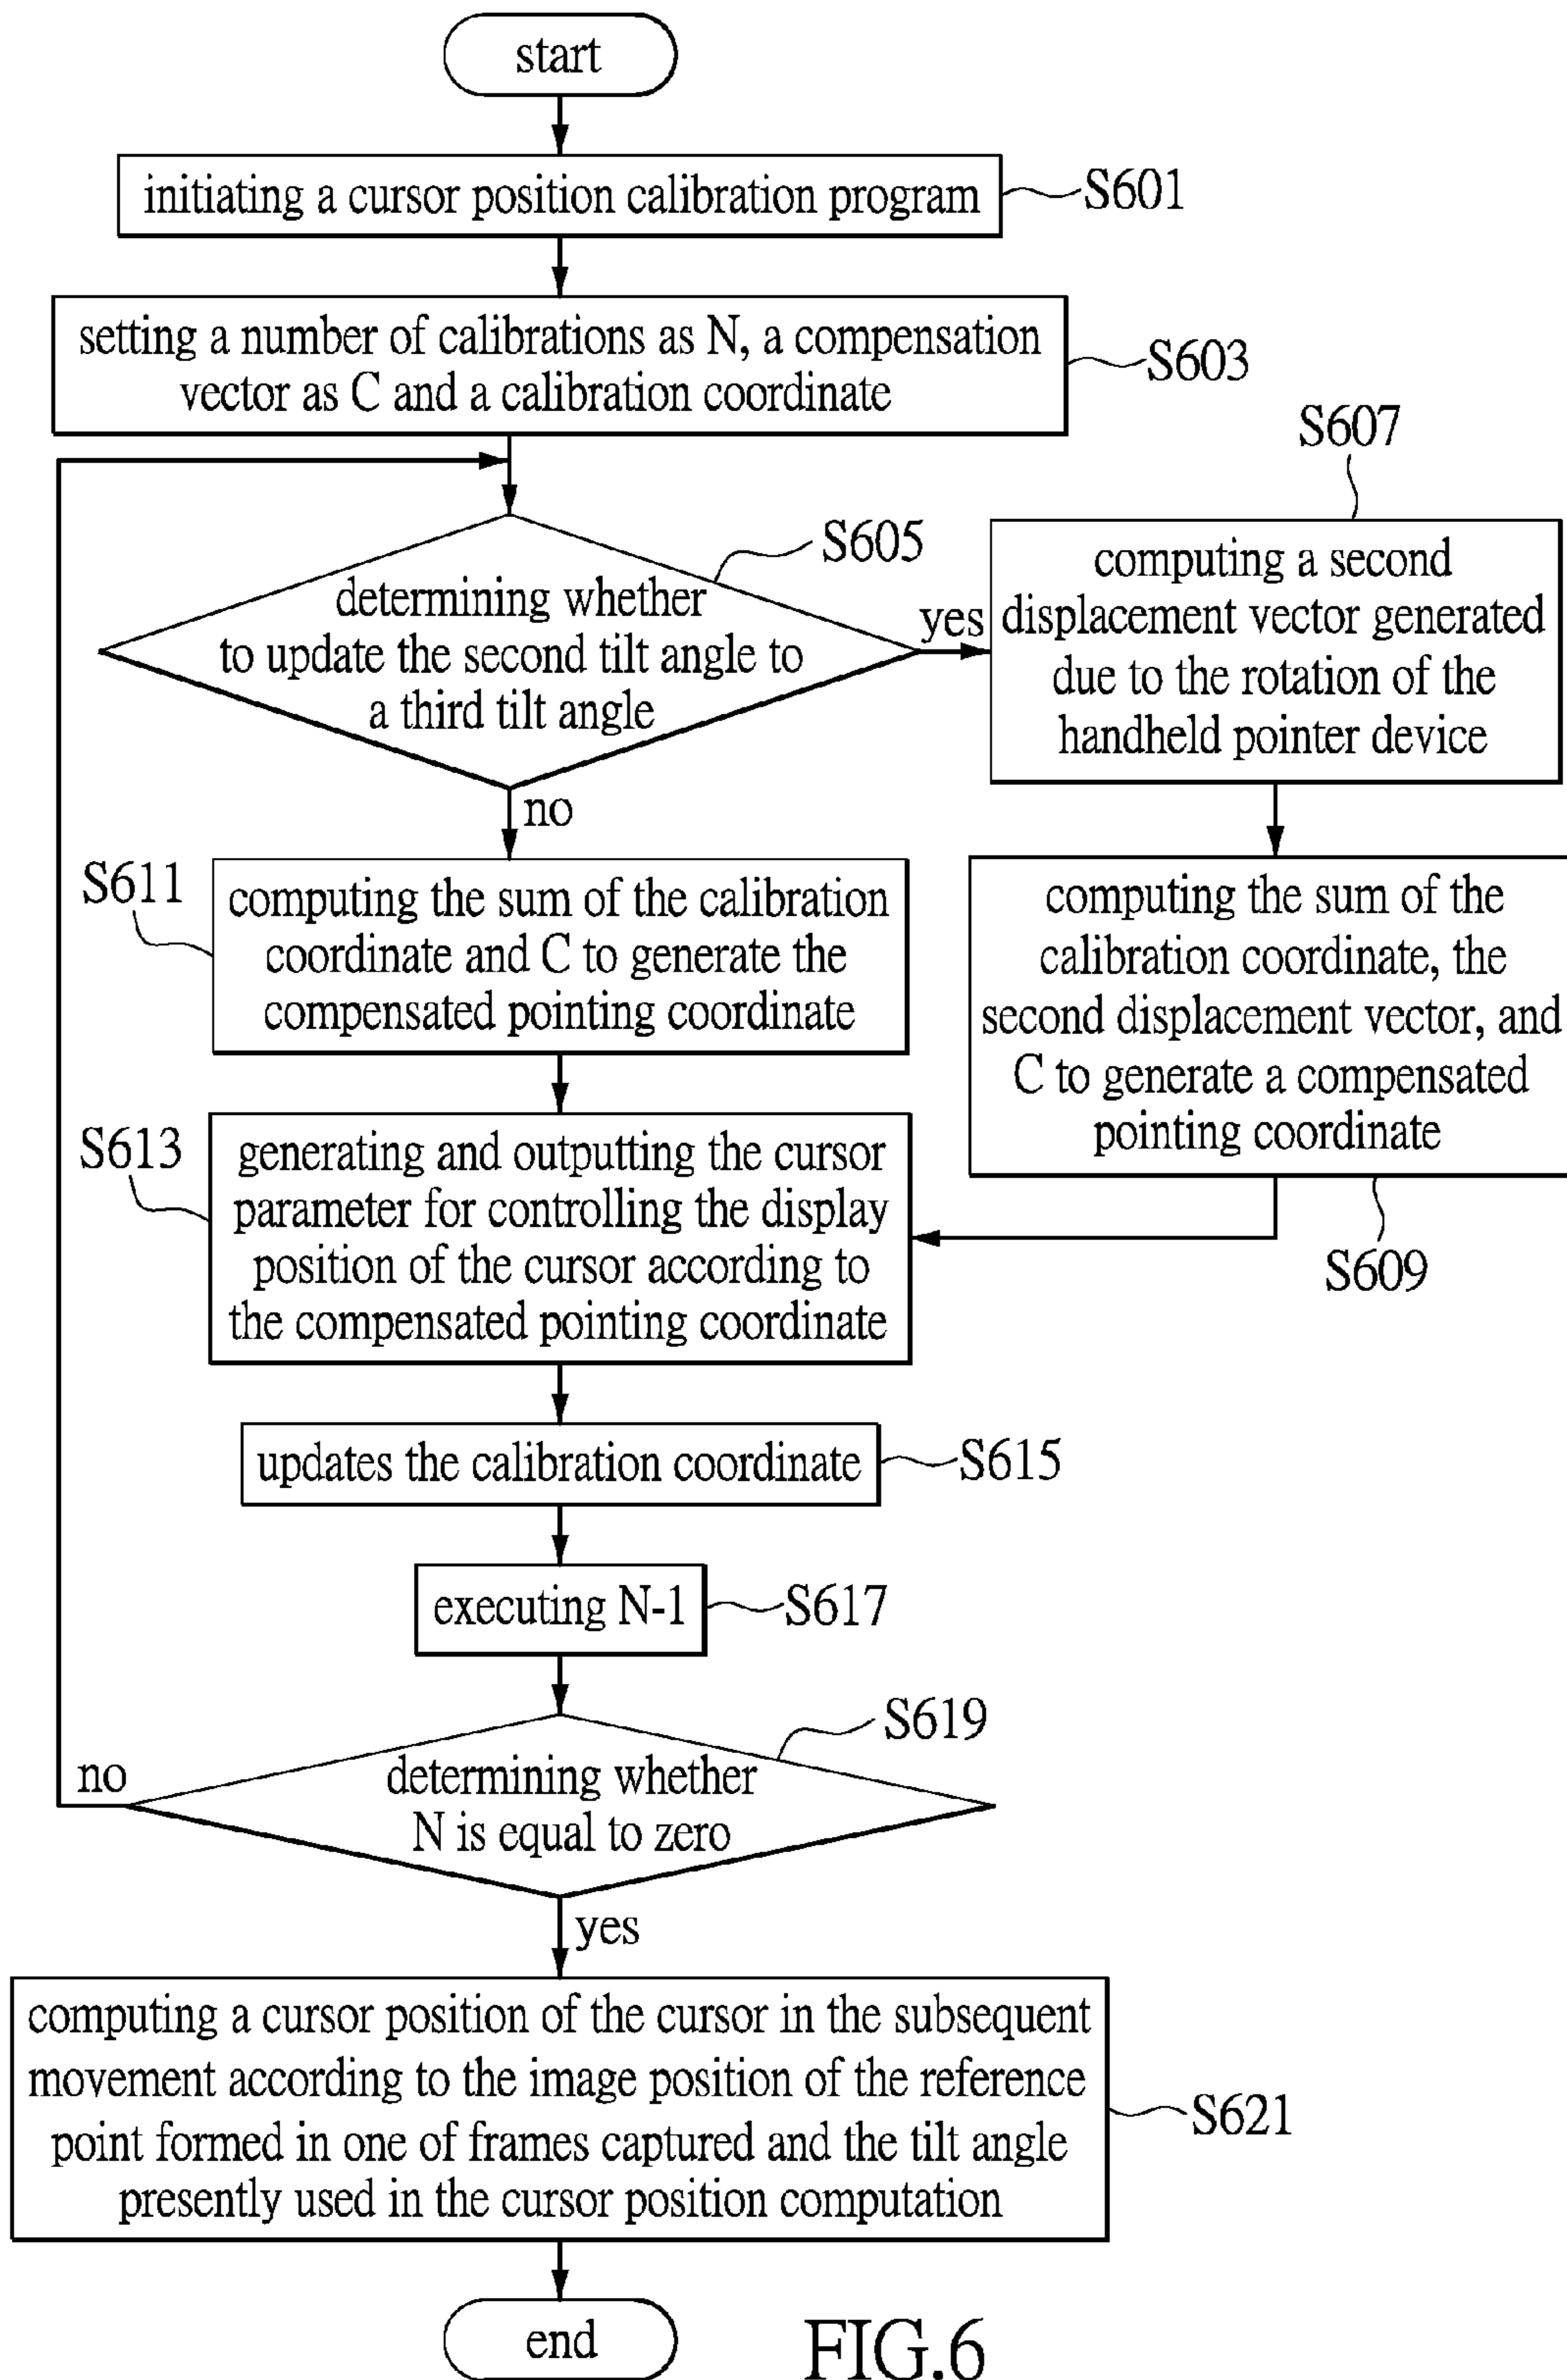 start
initiating a cursor position calibration program
S601
setting a number of calibrations as N, a compensation
vector as C and a calibration coordinate
S603
S605
determining whether
to update the second tilt angle to
a third tilt angle
yes
no
S607
computing a second
displacement vector generated
due to the rotation of the
handheld pointer device
S611
computing the sum of the calibration
coordinate and C to generate the
compensated pointing coordinate
computing the sum of the
calibration coordinate, the
second displacement vector, and
C to generate a compensated
pointing coordinate
S609
S613
generating and outputting the cursor
parameter for controlling the display
position of the cursor according to
the compensated pointing coordinate
updates the calibration coordinate
S615
executing N-1
S617
S619
determining whether
N is equal to zero
no
yes
computing a cursor position of the cursor in the subsequent
movement according to the image position of the reference
point formed in one of frames captured and the tilt angle
presently used in the cursor position computation
S621
end
FIG.6